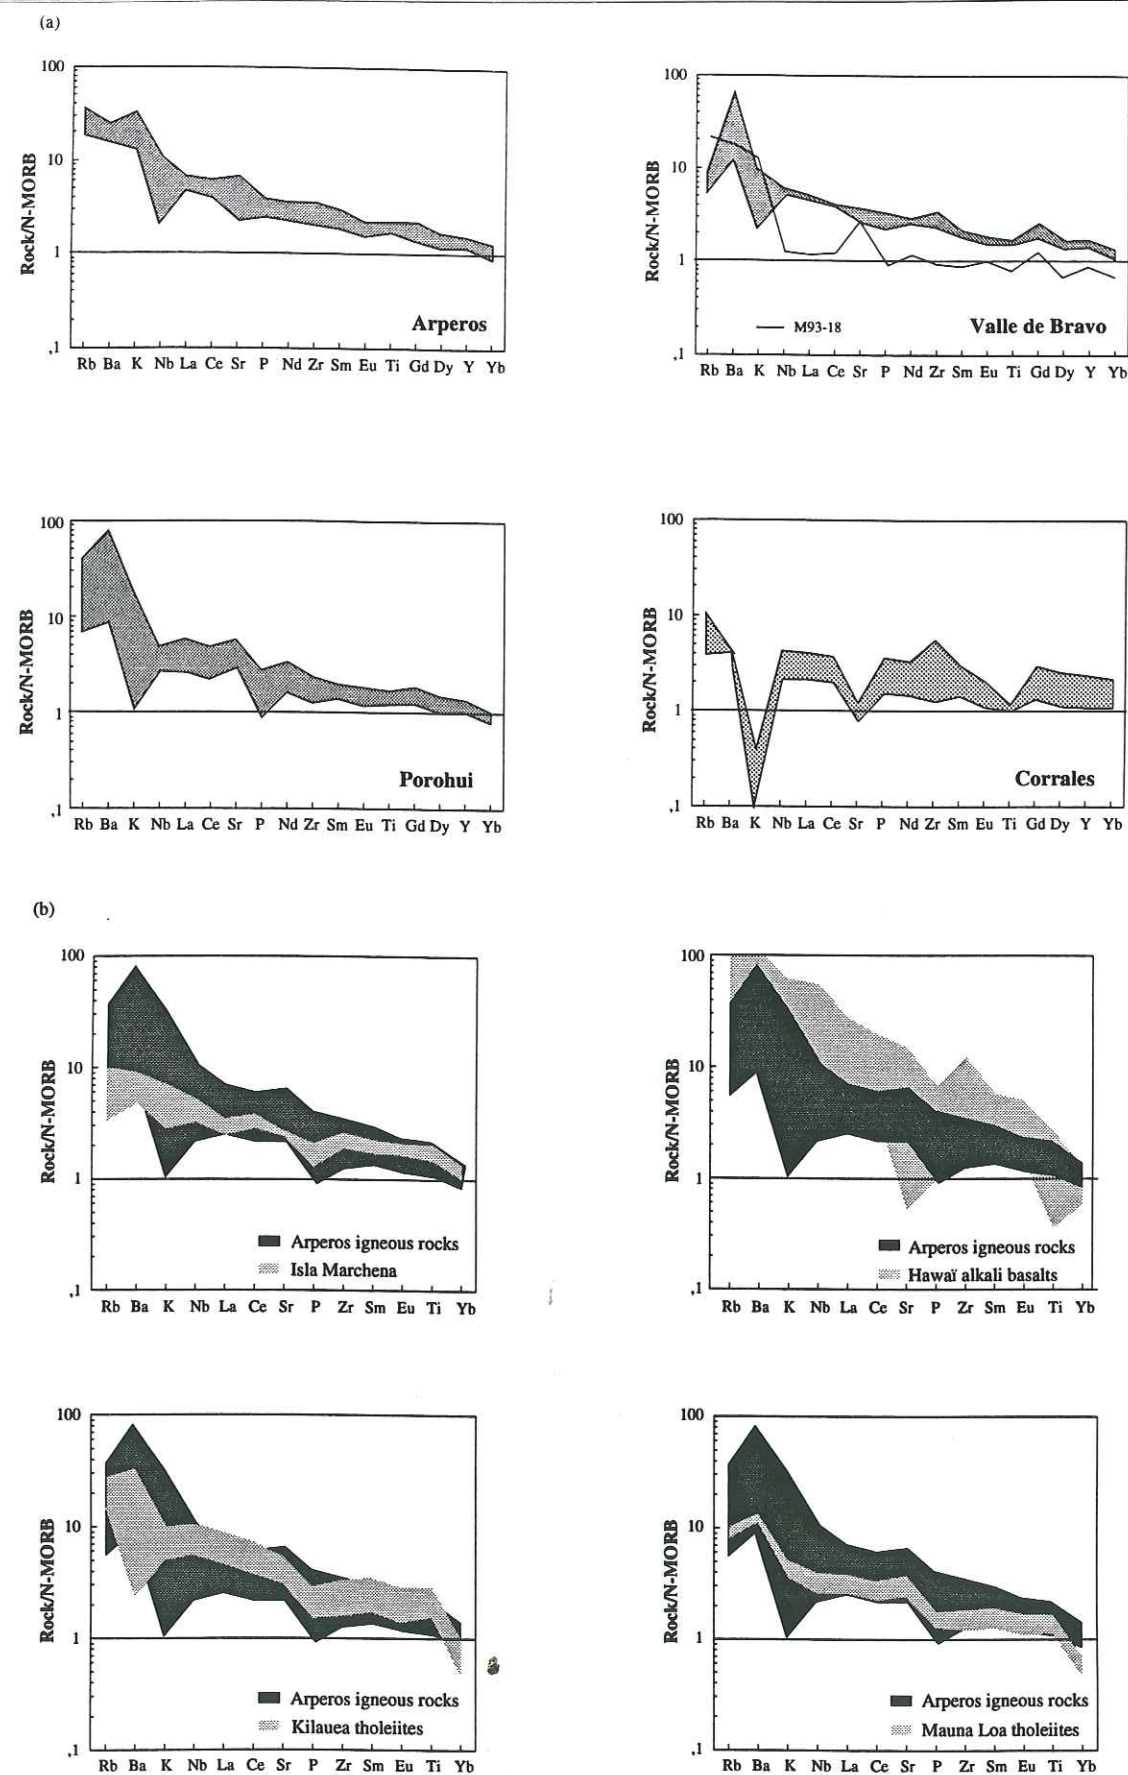 (a)
100
10
1
,1
Rock/N-MORB
Arperos
Rb Ba K Nb La Ce Sr P Nd Zr Sm Eu Ti Gd Dy Y Yb
100
10
1
,1
Rock/N-MORB
M93-18
Valle de Bravo
Rb Ba K Nb La Ce Sr P Nd Zr Sm Eu Ti Gd Dy Y Yb
100
10
1
,1
Rock/N-MORB
Porohui
Rb Ba K Nb La Ce Sr P Nd Zr Sm Eu Ti Gd Dy Y Yb
100
10
1
,1
Rock/N-MORB
Corrales
Rb Ba K Nb La Ce Sr P Nd Zr Sm Eu Ti Gd Dy Y Yb
(b)
100
10
1
,1
Rock/N-MORB
Arperos igneous rocks
Isla Marchena
Rb Ba K Nb La Ce Sr P Zr Sm Eu Ti Yb
100
10
1
,1
Rock/N-MORB
Arperos igneous rocks
Hawaï alkali basalts
Rb Ba K Nb La Ce Sr P Zr Sm Eu Ti Yb
100
10
1
,1
Rock/N-MORB
Arperos igneous rocks
Kilauea tholeiites
Rb Ba K Nb La Ce Sr P Zr Sm Eu Ti Yb
100
10
1
,1
Rock/N-MORB
Arperos igneous rocks
Mauna Loa tholeiites
Rb Ba K Nb La Ce Sr P Zr Sm Eu Ti Yb